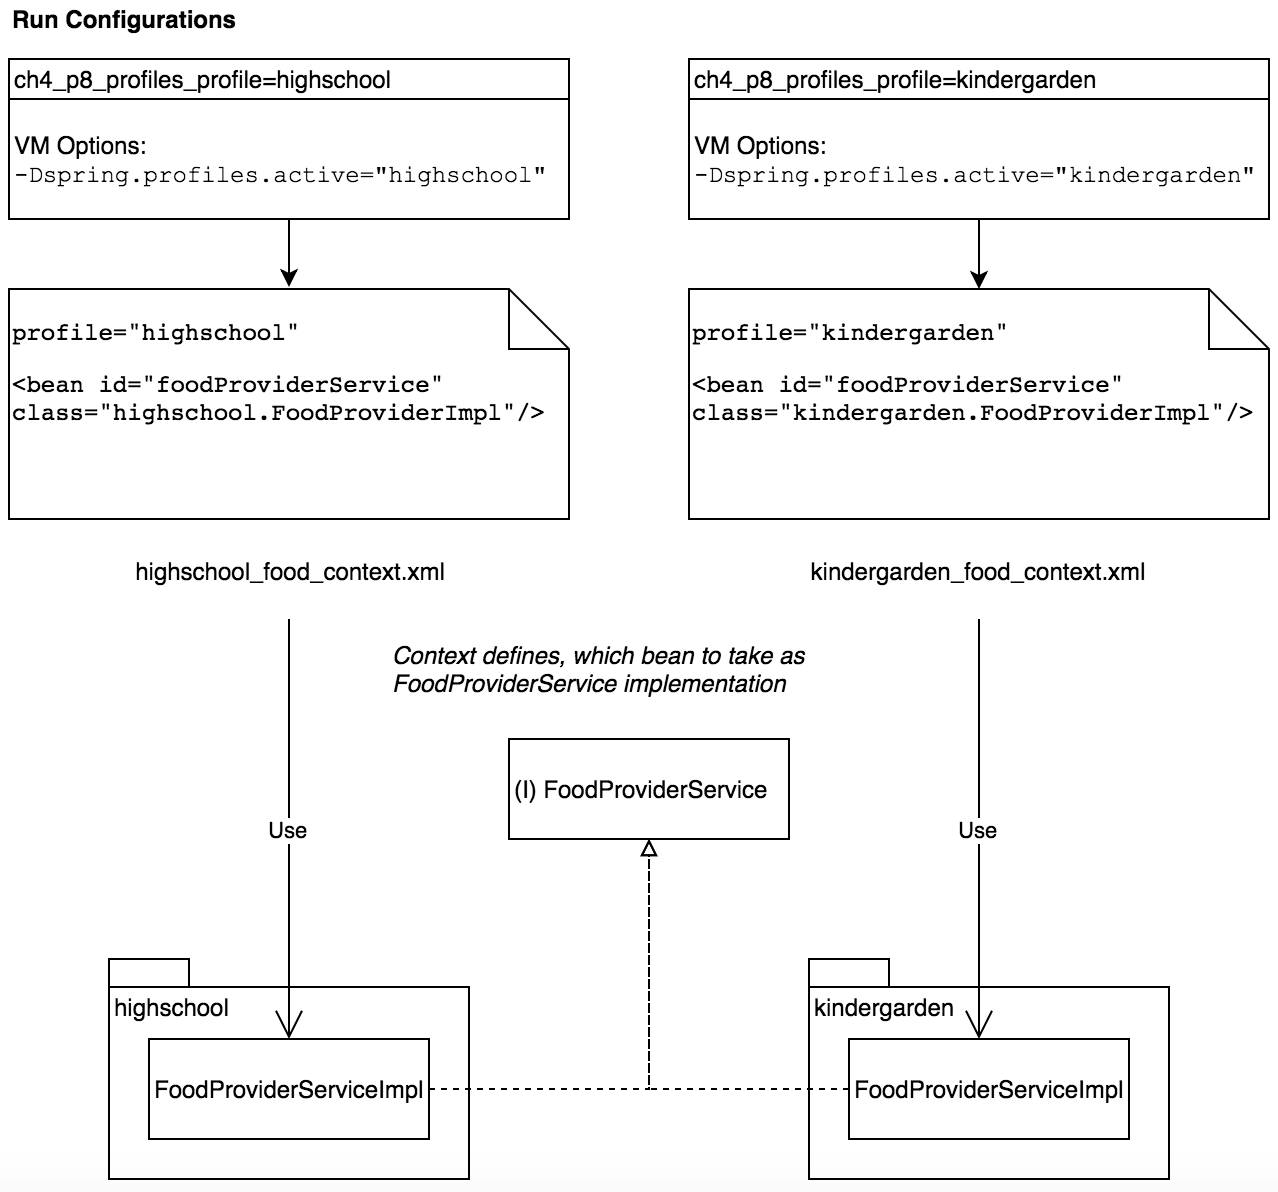 Run Configurations
ch4_p8_profiles_profile=highschool
VM Options:
-Dspring.profiles.active="highschool"
ch4_p8_profiles_profile=kindergarden
VM Options:
-Dspring.profiles.active="kindergarden"
profile="highschool"
<bean id="foodProviderService"
class="highschool.FoodProviderImpl"/>
profile="kindergarden"
<bean id="foodProviderService"
class="kindergarden.FoodProviderImpl"/>
highschool_food_context.xml
kindergarden_food_context.xml
Context defines, which bean to take as
FoodProviderService implementation
(I) FoodProviderService
Use
Use
highschool
FoodProviderServiceImpl
kindergarden
FoodProviderServiceImpl